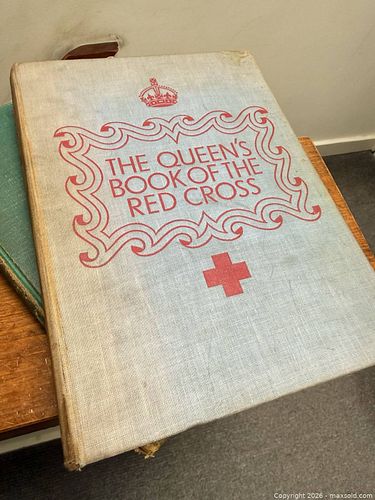 THE QUEEN'S
BOOK OF THE
RED CROSS
Copyright 2026 - maxsold.com